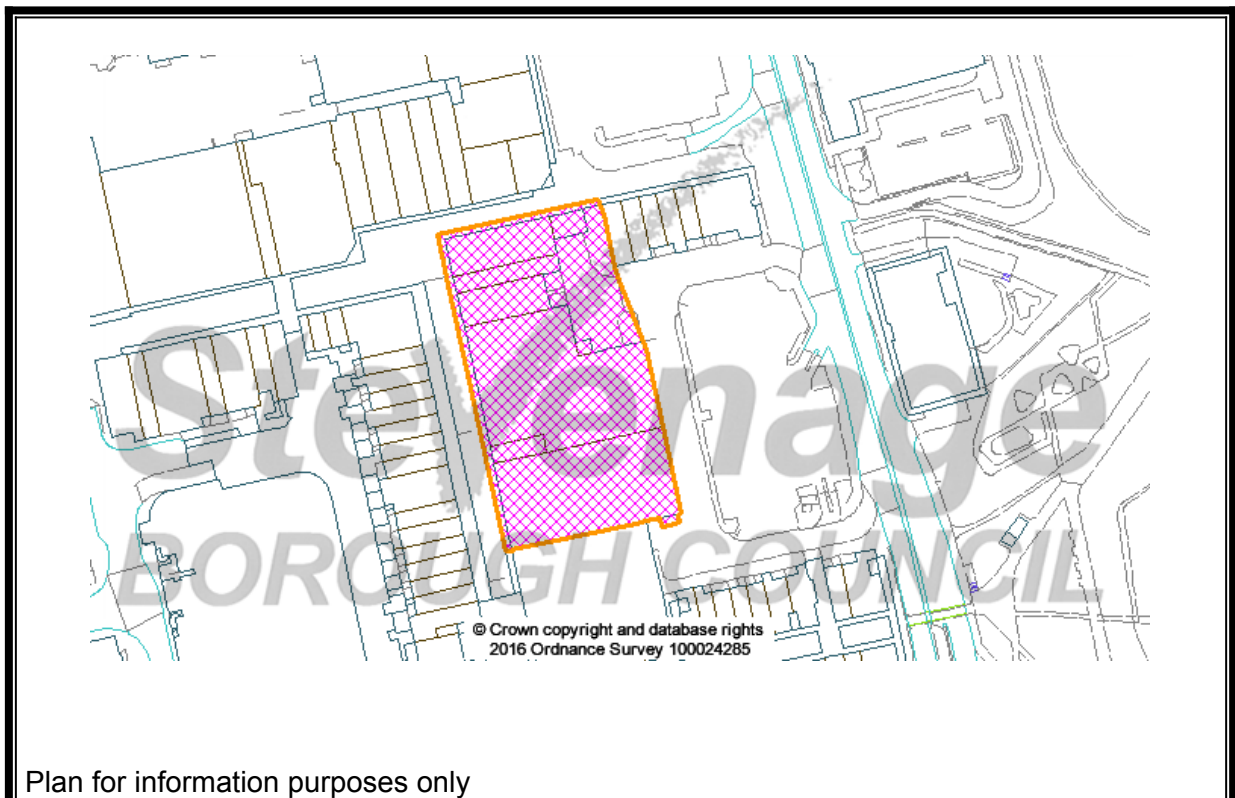 Stevenage
BOROUGH COUNCIL
© Crown copyright and database rights
2016 Ordnance Survey 100024285
Plan for information purposes only